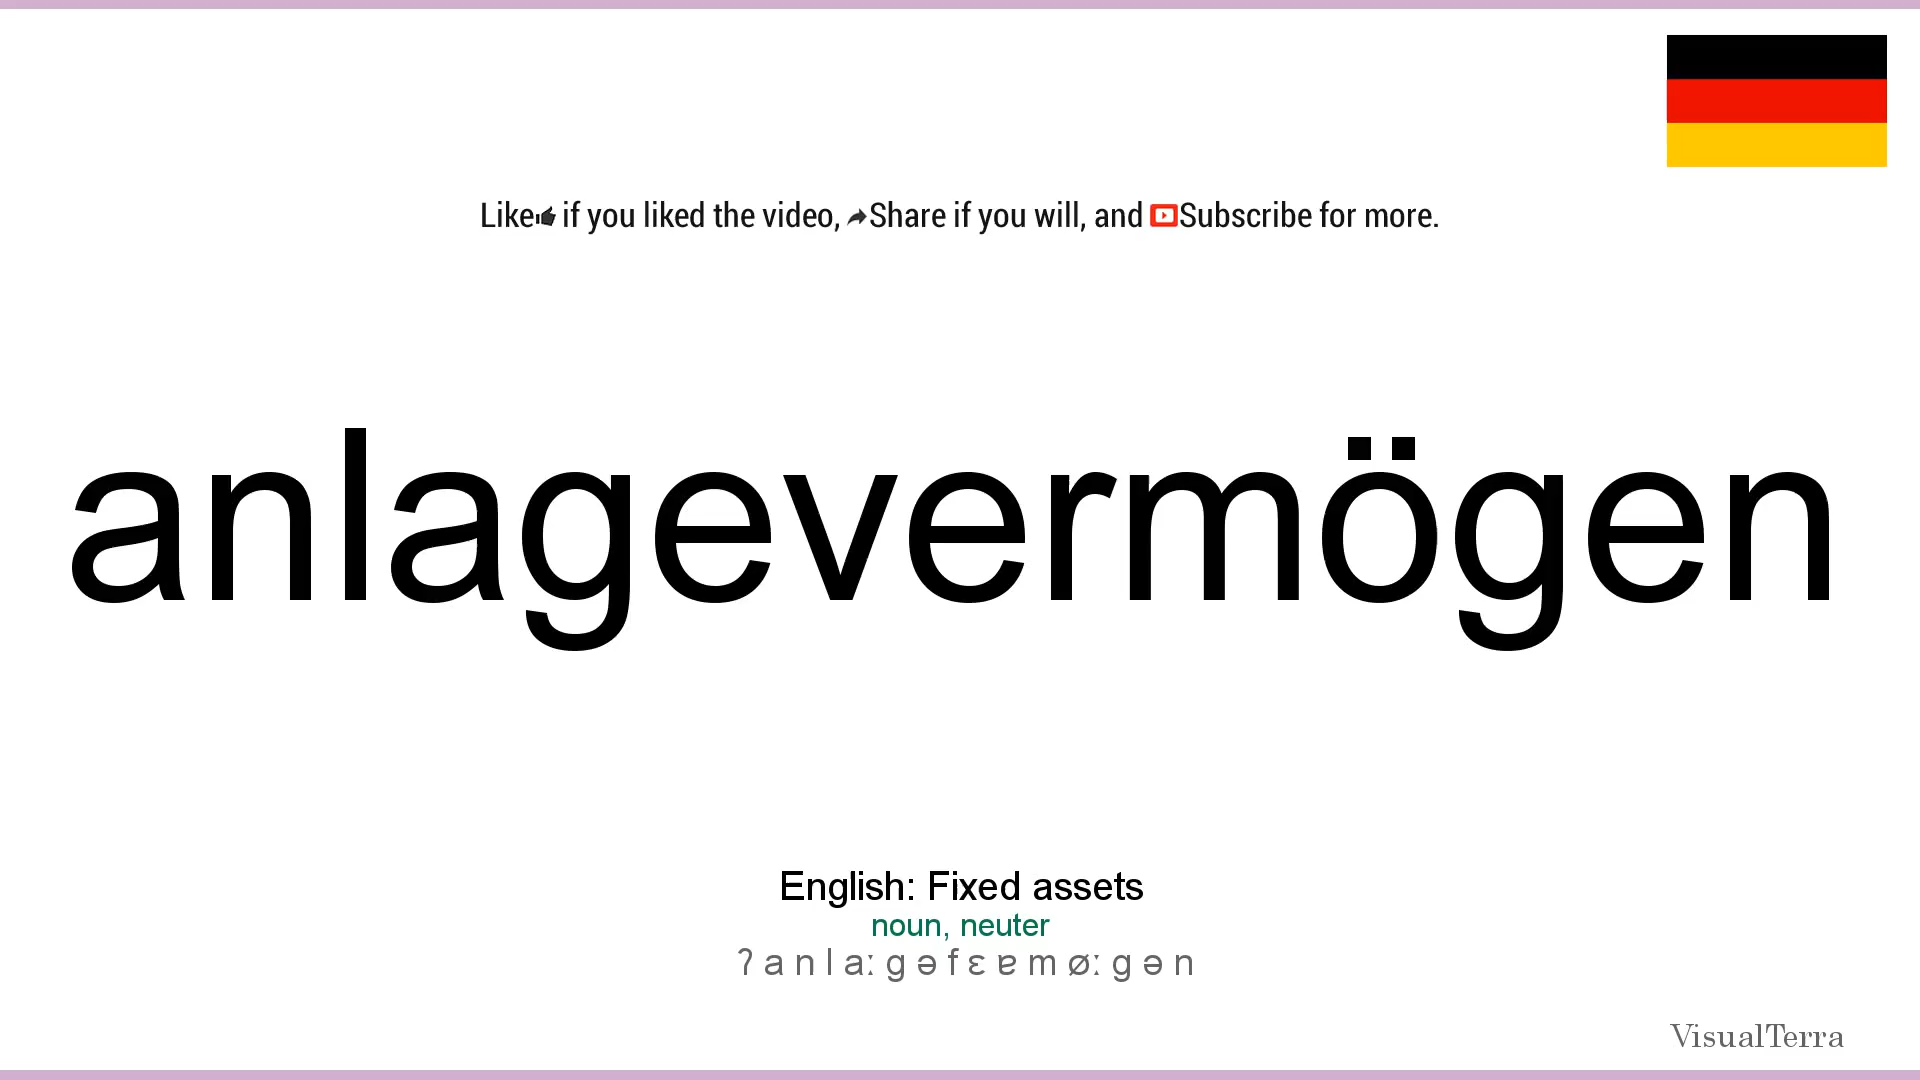 Like if you liked the video, Share if you will, and Subscribe for more.
anlagevermögen
English: Fixed assets
noun, neuter
ʔ a n l aː g ə f ɛ ɐ m øː g ə n
VisualTerra